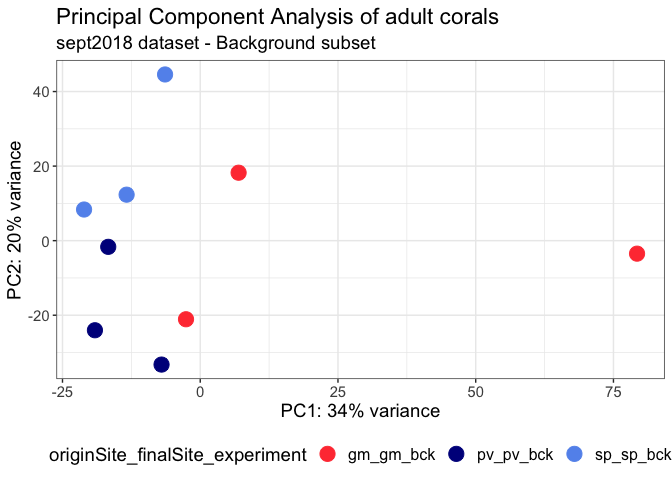 Principal Component Analysis of adult corals
sept2018 dataset - Background subset
PC2: 20% variance
40
20
0
-20
-25
0
25
50
75
PC1: 34% variance
originSite_finalSite_experiment
gm_gm_bck
pv_pv_bck
sp_sp_bck